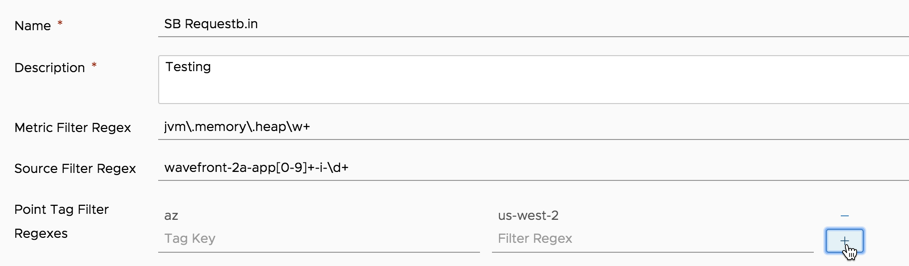 Name * SB Requestb.in
Description * Testing
Metric Filter Regex jvm\.memory\.heap\w+
Source Filter Regex wavefront-2a-app[0-9]+-i-\d+
Point Tag Filter Regexes
az us-west-2 −
Tag Key Filter Regex +